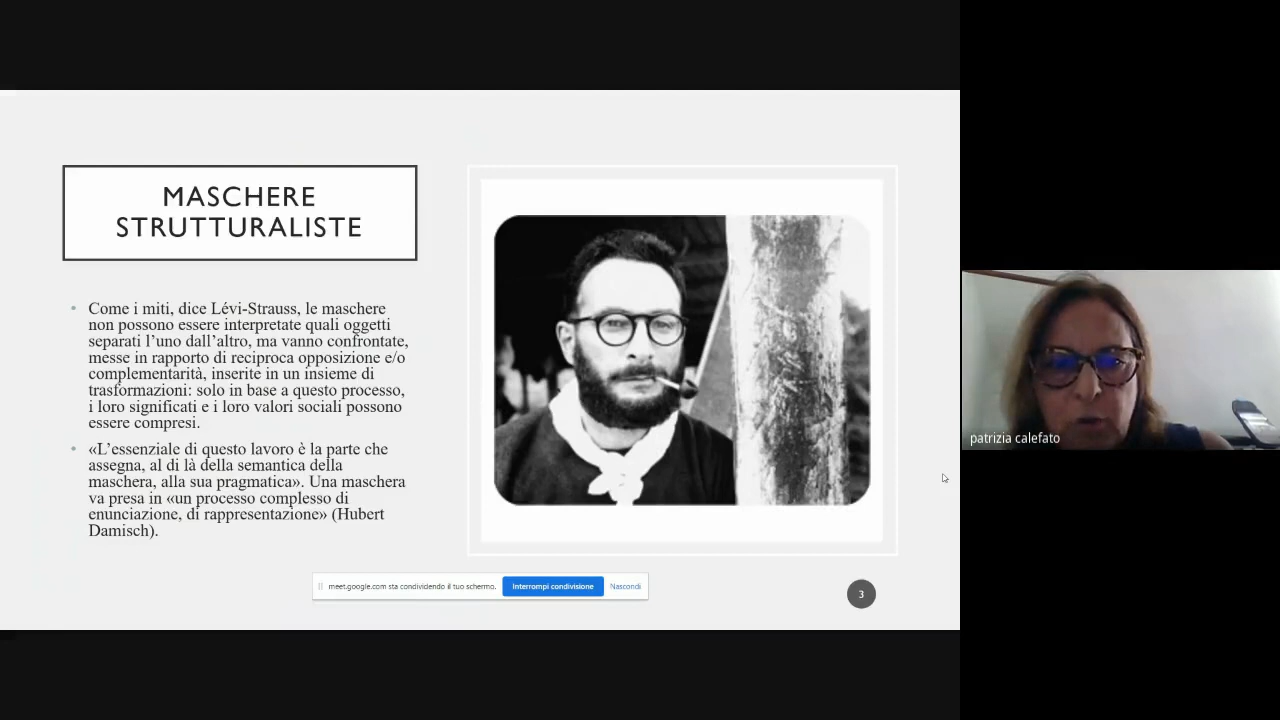 MASCHERE
STRUTTURALISTE
• Come i miti, dice Lévi-Strauss, le maschere
non possono essere interpretate quali oggetti
separati l’uno dall’altro, ma vanno confrontate,
messe in rapporto di reciproca opposizione e/o
complementarità, inserite in un insieme di
trasformazioni: solo in base a questo processo,
i loro significati e i loro valori sociali possono
essere compresi.
• «L’essenziale di questo lavoro è la parte che
assegna, al di là della semantica della
maschera, alla sua pragmatica». Una maschera
va presa in «un processo complesso di
enunciazione, di rappresentazione» (Hubert
Damisch).
meet.google.com sta condividendo il tuo schermo. Interrompi condivisione Nascondi
3
patrizia calefato